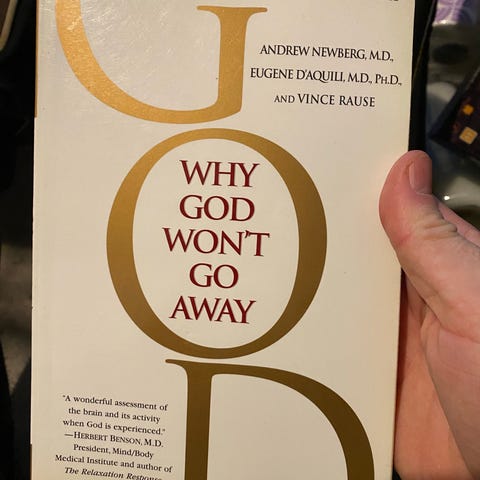 G
ANDREW NEWBERG, M.D.,
EUGENE D'AQUILI, M.D., PH.D.,
AND VINCE RAUSE
O
WHY
GOD
WON'T
GO
AWAY
D
"A wonderful assessment of
the brain and its activity
when God is experienced."
—HERBERT BENSON, M.D.
President, Mind/Body
Medical Institute and author of
The Relaxation Response